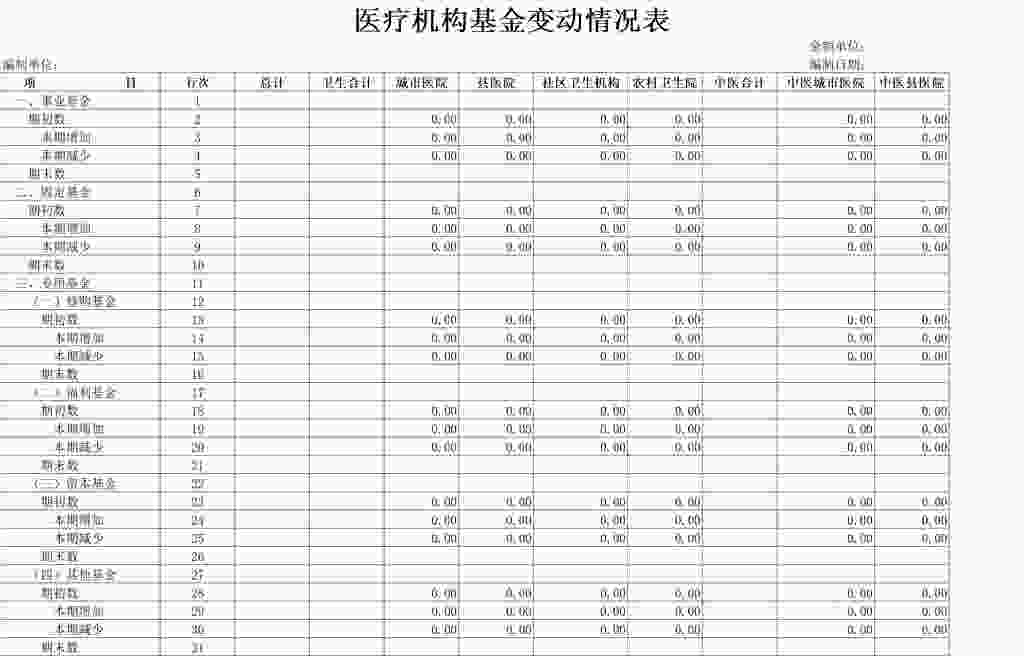 医疗机构基金变动情况表
金额单位:
编制单位: 编制日期:
项 目 行次 总计 卫生合计 城市医院 县医院 社区卫生机构 农村卫生院 中医合计 中医城市医院 中医县医院
一、事业基金 1
期初数 2 0.00 0.00 0.00 0.00 0.00 0.00
本期增加 3 0.00 0.00 0.00 0.00 0.00 0.00
本期减少 4 0.00 0.00 0.00 0.00 0.00 0.00
期末数 5
二、固定基金 6
期初数 7 0.00 0.00 0.00 0.00 0.00 0.00
本期增加 8 0.00 0.00 0.00 0.00 0.00 0.00
本期减少 9 0.00 0.00 0.00 0.00 0.00 0.00
期末数 10
三、专用基金 11
(一)修购基金 12
期初数 13 0.00 0.00 0.00 0.00 0.00 0.00
本期增加 14 0.00 0.00 0.00 0.00 0.00 0.00
本期减少 15 0.00 0.00 0.00 0.00 0.00 0.00
期末数 16
(二)福利基金 17
期初数 18 0.00 0.00 0.00 0.00 0.00 0.00
本期增加 19 0.00 0.00 0.00 0.00 0.00 0.00
本期减少 20 0.00 0.00 0.00 0.00 0.00 0.00
期末数 21
(三)留本基金 22
期初数 23 0.00 0.00 0.00 0.00 0.00 0.00
本期增加 24 0.00 0.00 0.00 0.00 0.00 0.00
本期减少 25 0.00 0.00 0.00 0.00 0.00 0.00
期末数 26
(四)其他基金 27
期初数 28 0.00 0.00 0.00 0.00 0.00 0.00
本期增加 29 0.00 0.00 0.00 0.00 0.00 0.00
本期减少 30 0.00 0.00 0.00 0.00 0.00 0.00
期末数 31